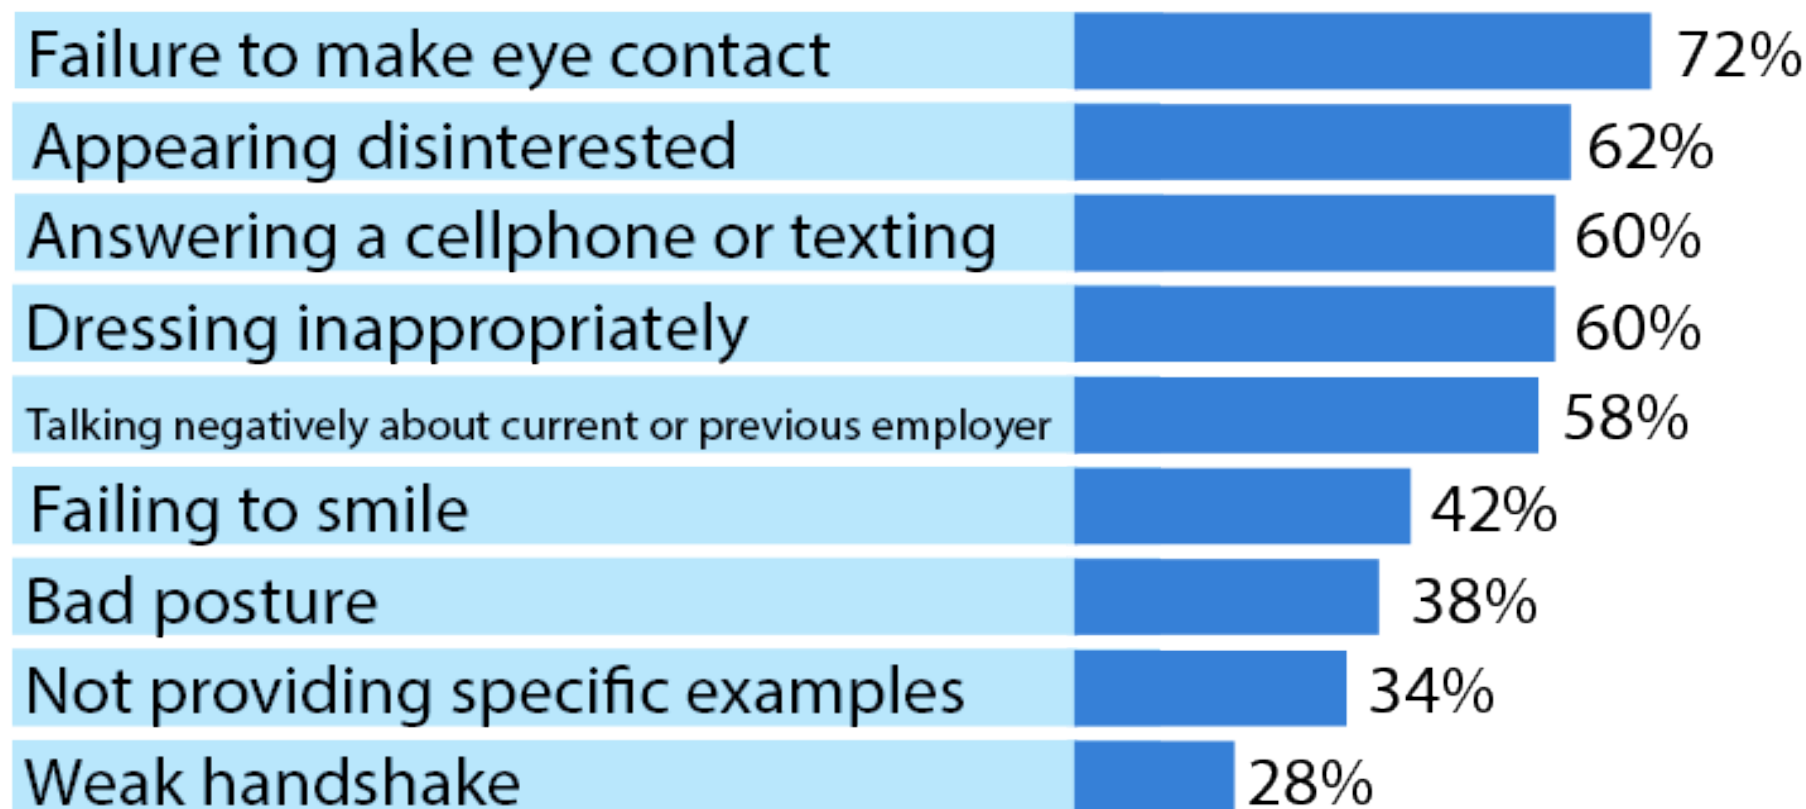 Failure to make eye contact 72%
Appearing disinterested 62%
Answering a cellphone or texting 60%
Dressing inappropriately 60%
Talking negatively about current or previous employer 58%
Failing to smile 42%
Bad posture 38%
Not providing specific examples 34%
Weak handshake 28%